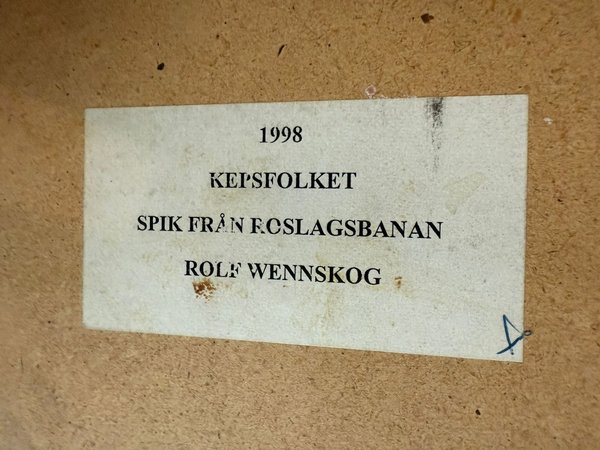 1998
KEPSFOLKET
SPIK FRÅN ROSLAGSBANAN
ROLF WENNSKOG